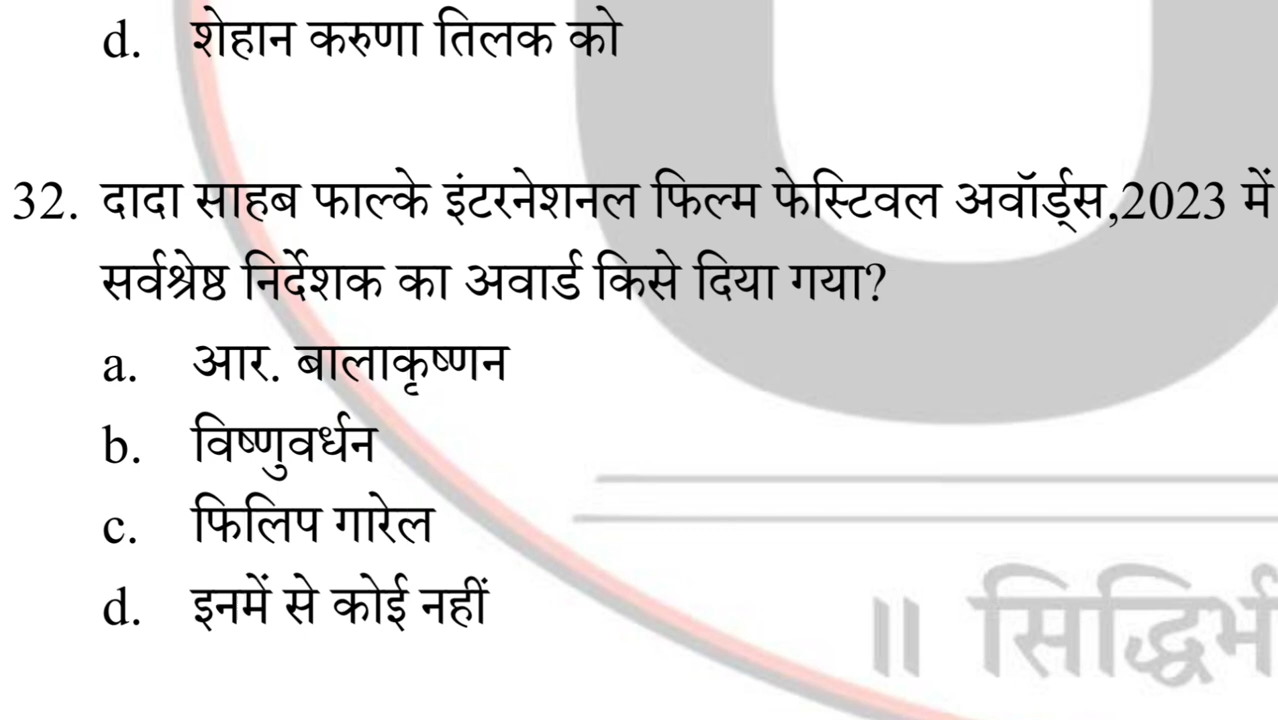 d. शेहान करुणा तिलक को
32. दादा साहब फाल्के इंटरनेशनल फिल्म फेस्टिवल अवॉर्ड्स,2023 में
सर्वश्रेष्ठ निर्देशक का अवार्ड किसे दिया गया?
a. आर. बालाकृष्णन
b. विष्णुवर्धन
c. फिलिप गारेल
d. इनमें से कोई नहीं
॥ सिद्धिर्भ